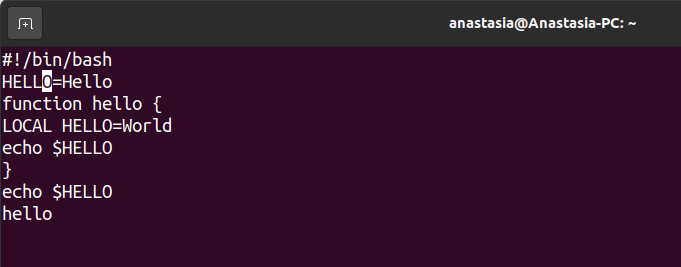 anastasia@Anastasia-PC: ~
#!/bin/bash
HELLO=Hello
function hello {
LOCAL HELLO=World
echo $HELLO
}
echo $HELLO
hello